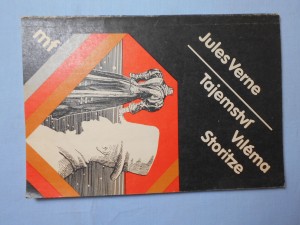 mf
Jules Verne
Tajemství
Viléma
Storitze